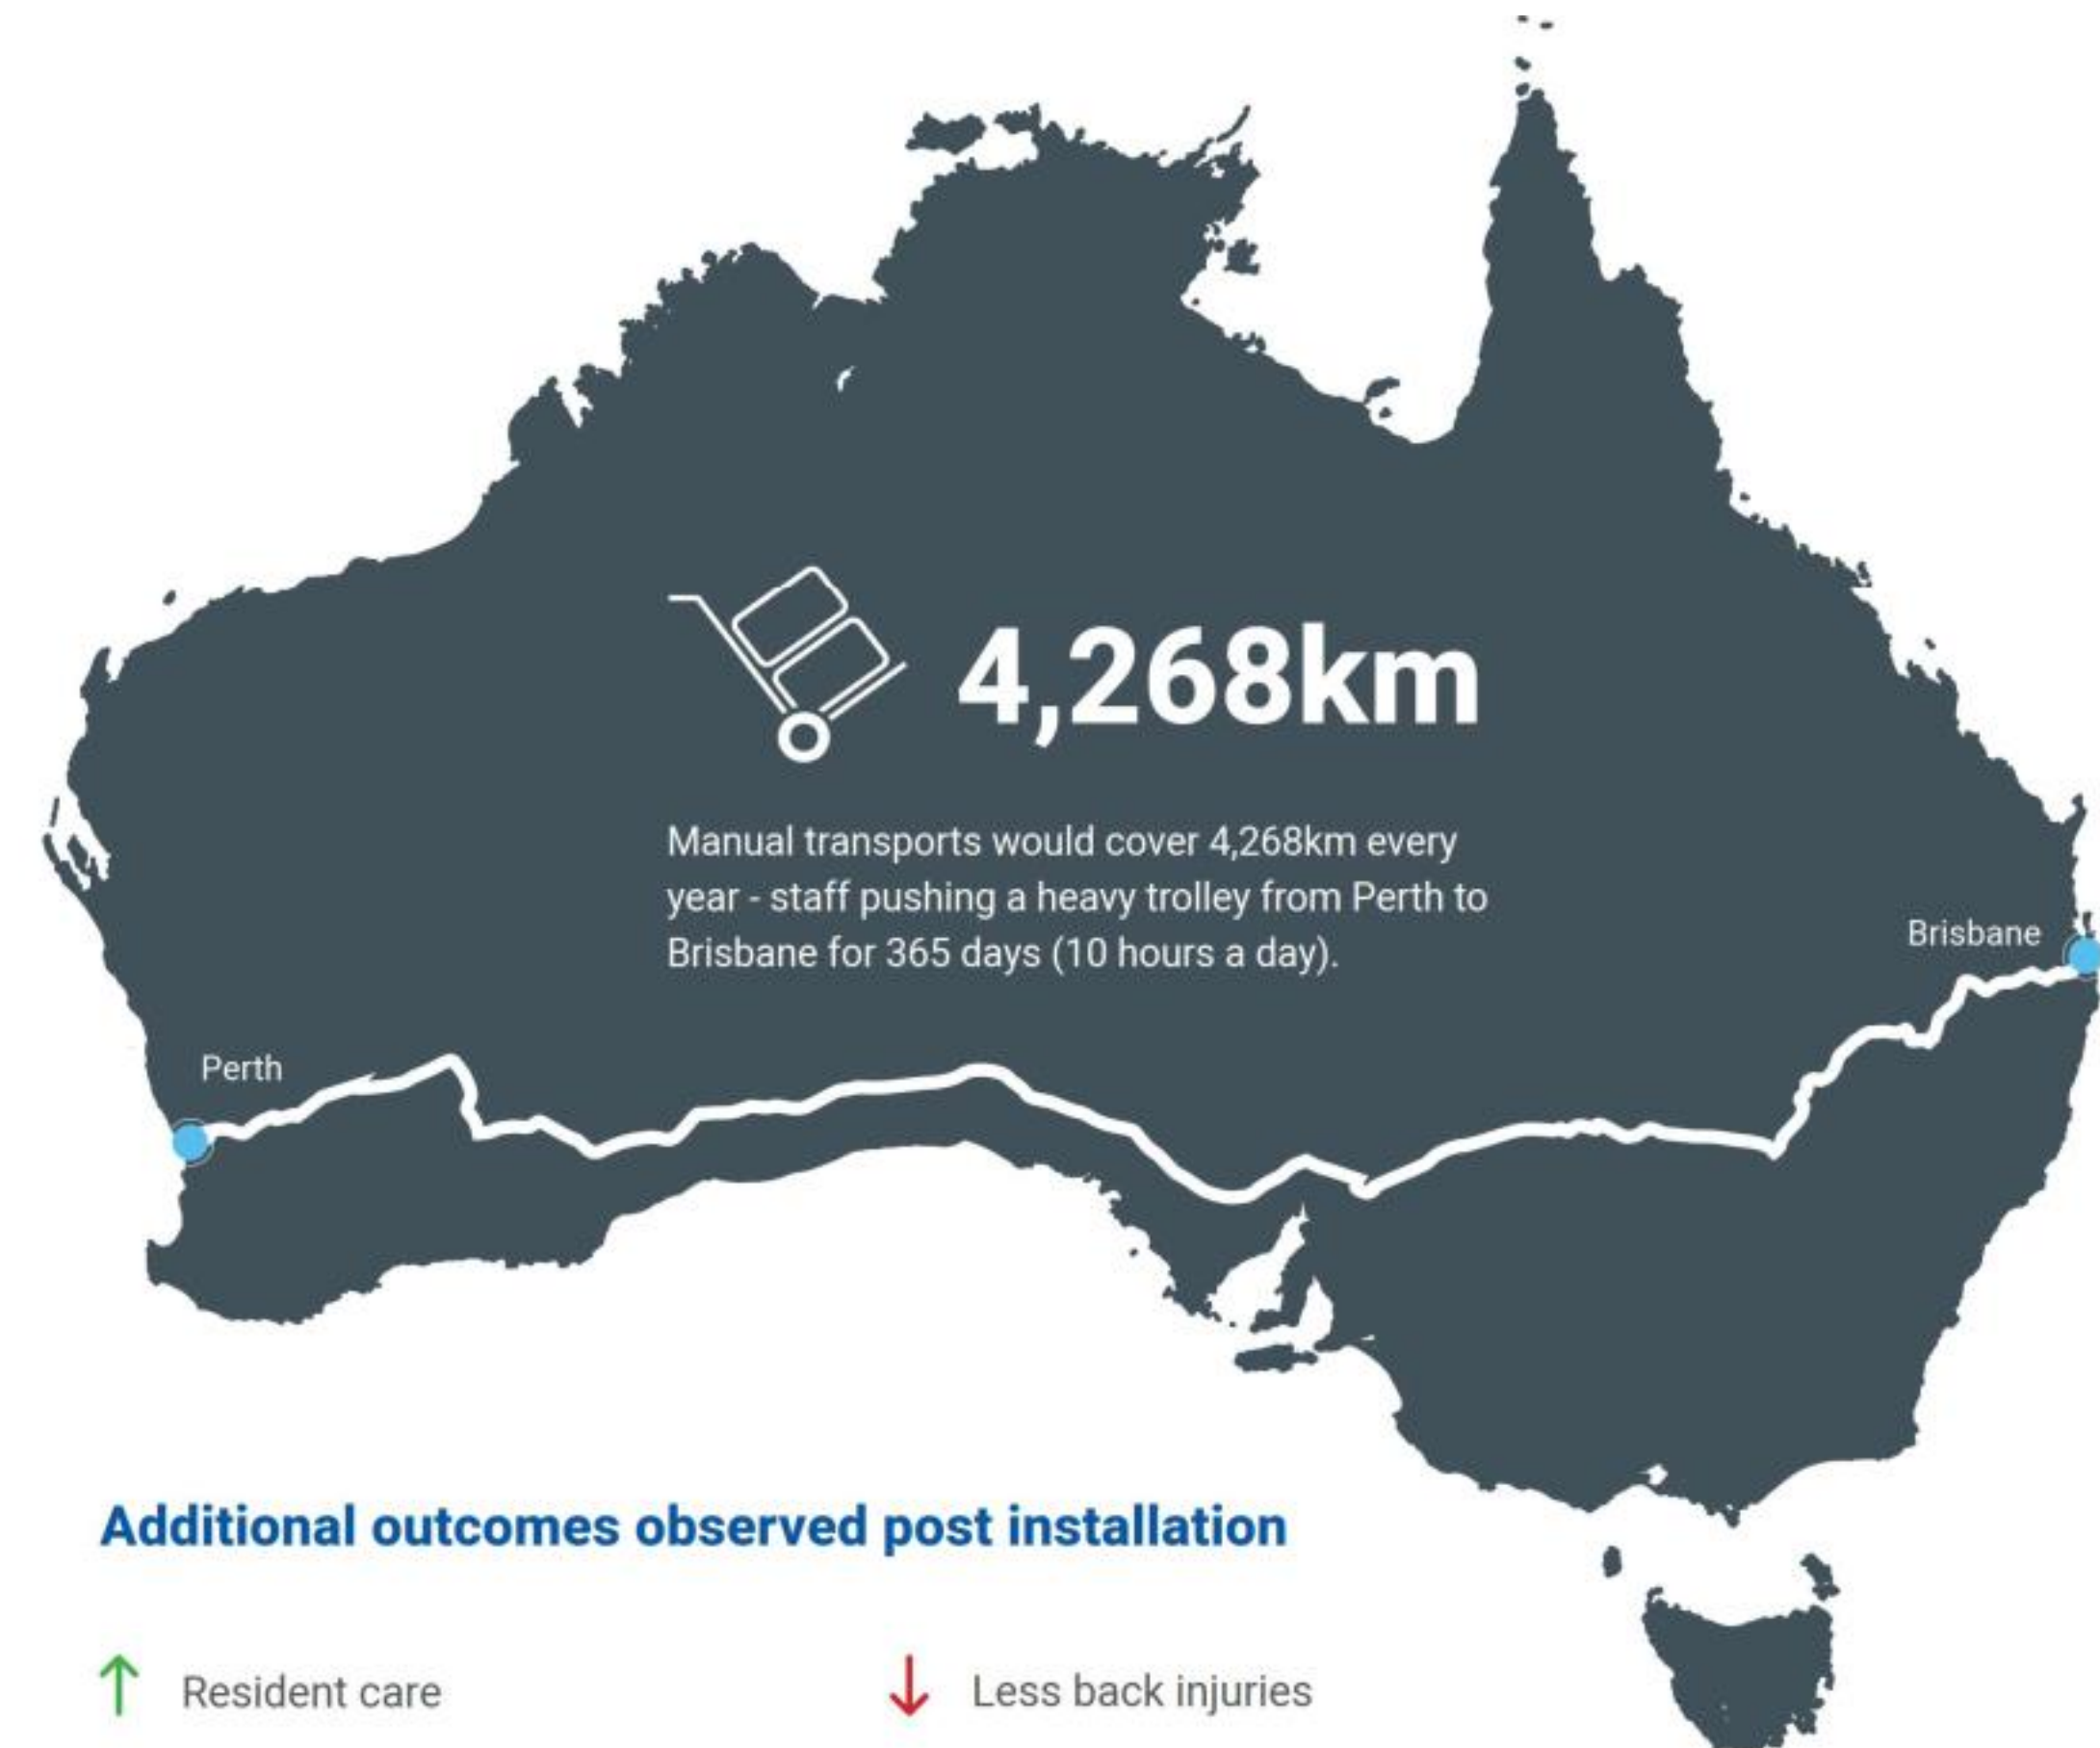 4,268km
Manual transports would cover 4,268km every
year - staff pushing a heavy trolley from Perth to
Brisbane for 365 days (10 hours a day).
Brisbane
Perth
Additional outcomes observed post installation
Resident care
Less back injuries